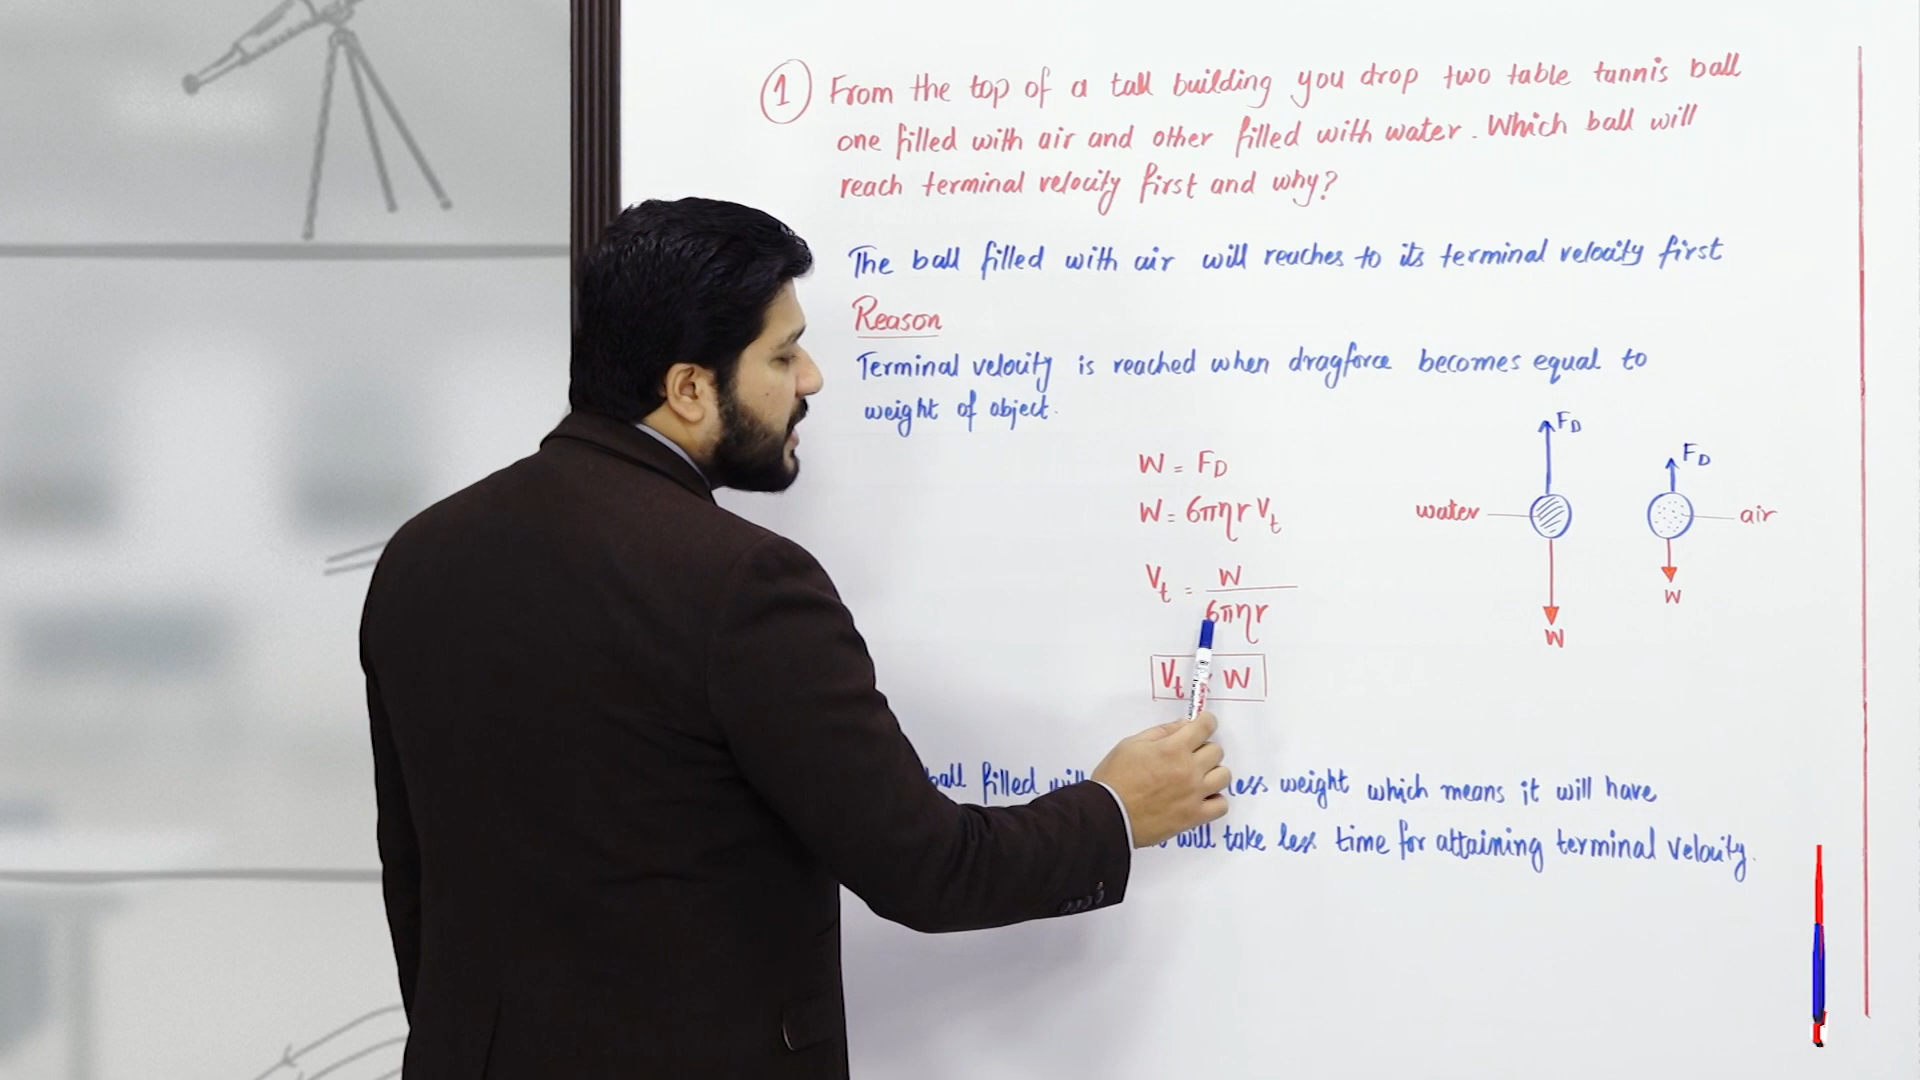 1 From the top of a tall building you drop two table tannis ball
one filled with air and other filled with water. Which ball will
reach terminal velocity first and why?
The ball filled with air will reaches to its terminal velocity first
Reason
Terminal velocity is reached when dragforce becomes equal to
weight of object.
W = FD
W = 6πηr Vt
Vt = W / 6πηr
Vt W
FD
FD
water
air
W
W
ball filled less weight which means it will have
will take less time for attaining terminal velocity.